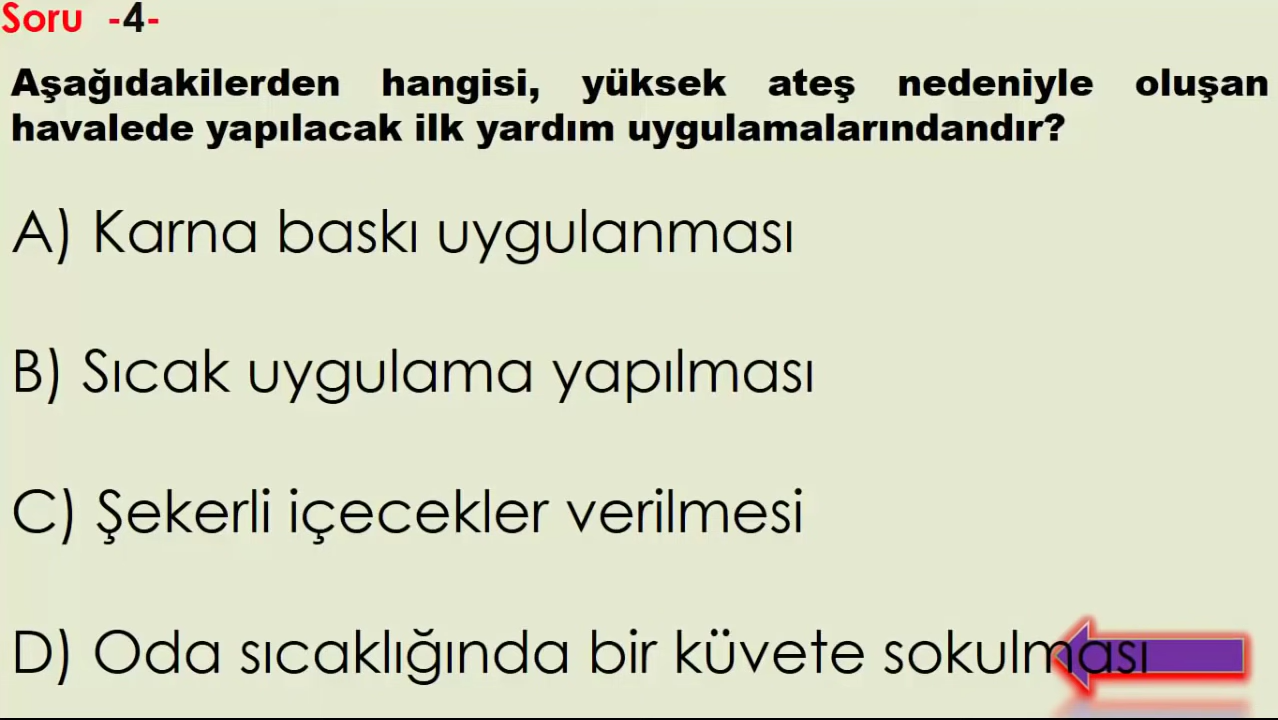 Soru -4-
Aşağıdakilerden hangisi, yüksek ateş nedeniyle oluşan
havalede yapılacak ilk yardım uygulamalarındandır?
A) Karna baskı uygulanması
B) Sıcak uygulama yapılması
C) Şekerli içecekler verilmesi
D) Oda sıcaklığında bir küvete sokulması